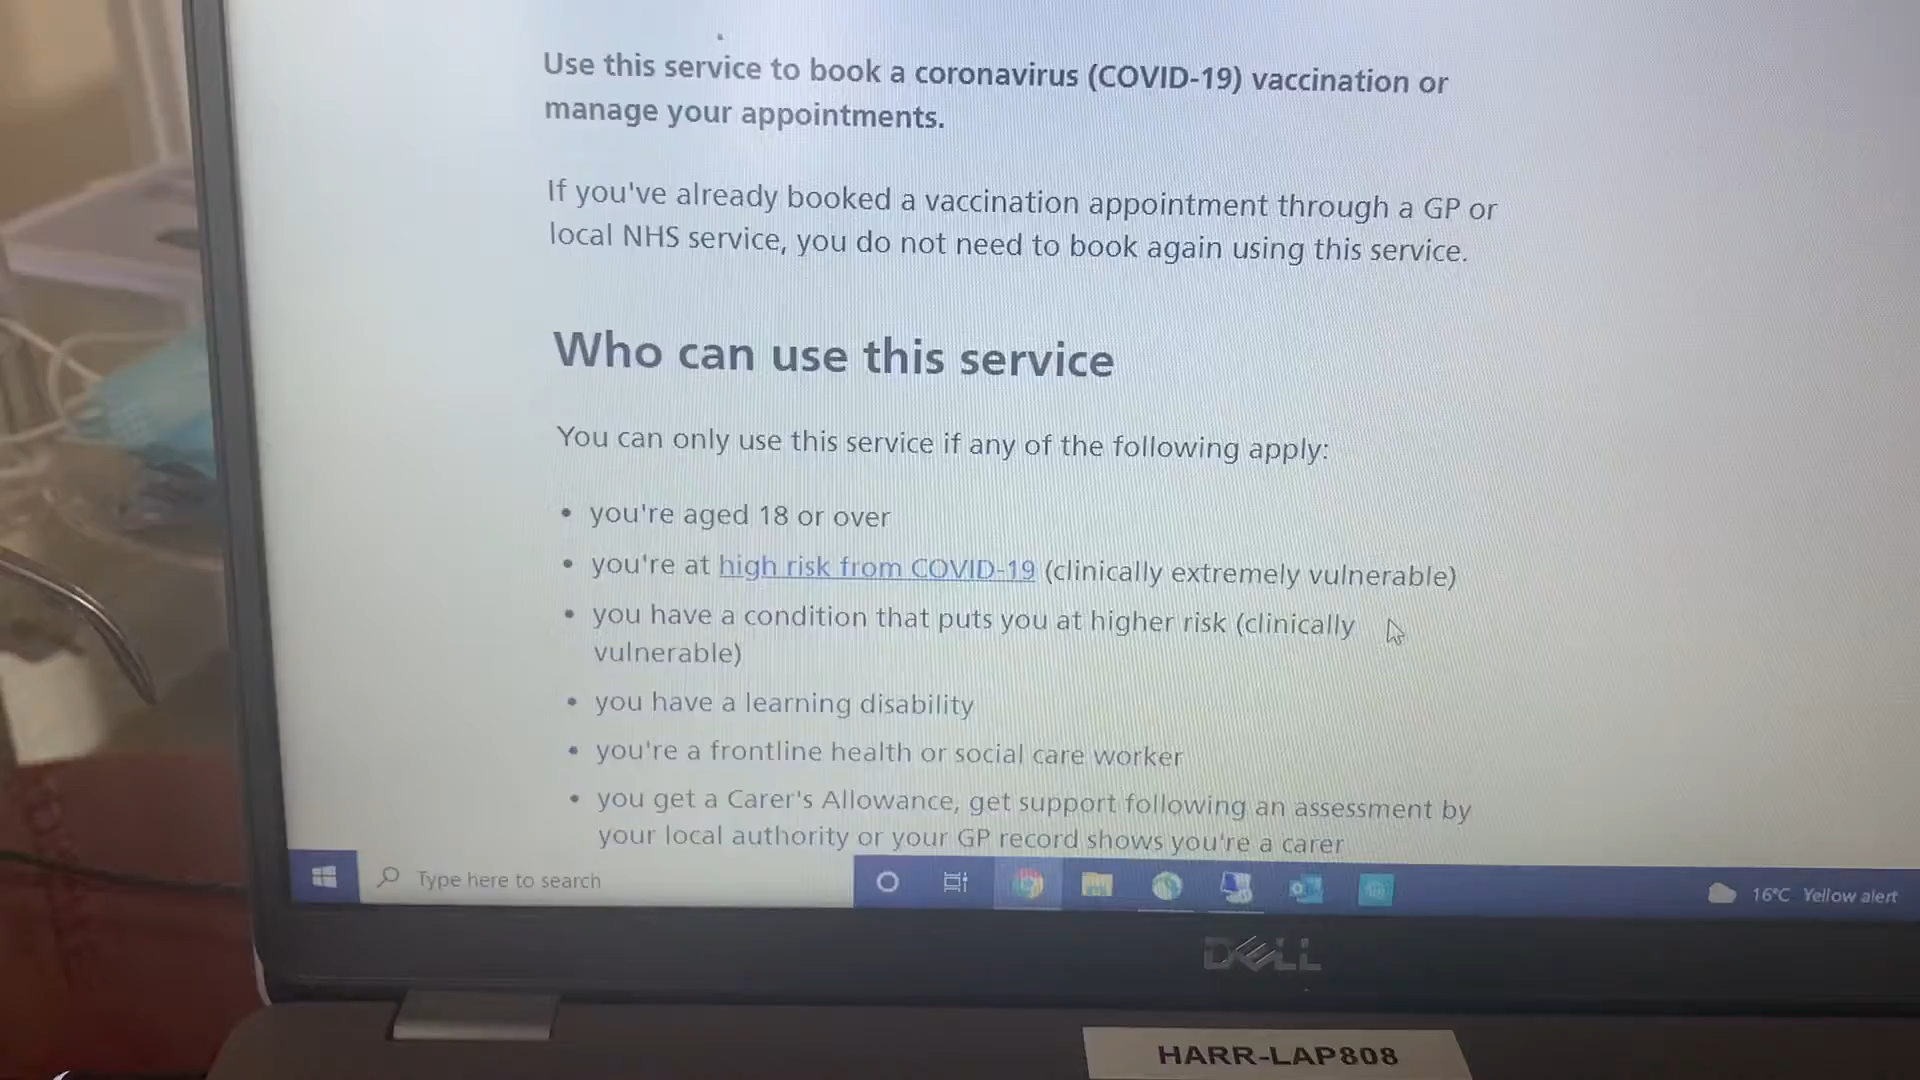 Use this service to book a coronavirus (COVID-19) vaccination or
manage your appointments.
If you've already booked a vaccination appointment through a GP or
local NHS service, you do not need to book again using this service.
Who can use this service
You can only use this service if any of the following apply:
• you're aged 18 or over
• you're at high risk from COVID-19 (clinically extremely vulnerable)
• you have a condition that puts you at higher risk (clinically
vulnerable)
• you have a learning disability
• you're a frontline health or social care worker
• you get a Carer's Allowance, get support following an assessment by
your local authority or your GP record shows you're a carer
Type here to search
16°C Yellow alert
DELL
HARR-LAP808